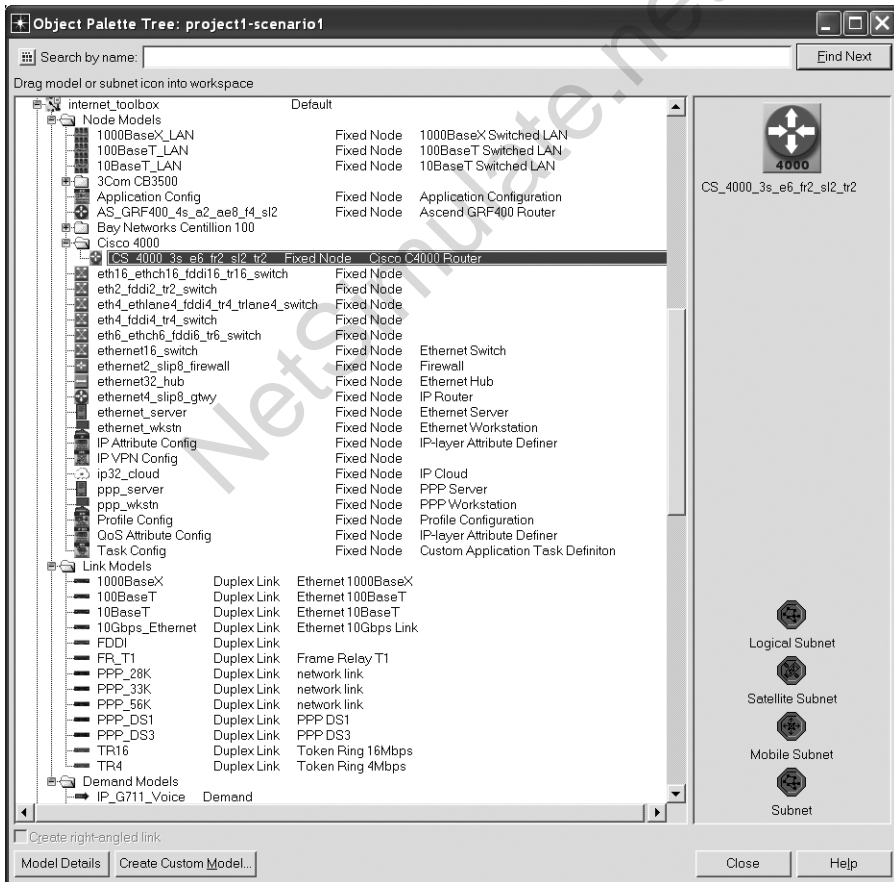 Object Palette Tree: project1-scenario1
Search by name: Find Next
Drag model or subnet icon into workspace
internet_toolbox Default
Node Models
1000BaseX_LAN Fixed Node 1000BaseX Switched LAN
100BaseT_LAN Fixed Node 100BaseT Switched LAN
10BaseT_LAN Fixed Node 10BaseT Switched LAN
3Com CB3500
Application Config Fixed Node Application Configuration
AS_GRF400_4s_a2_ae8_f4_sl2 Fixed Node Ascend GRF400 Router
Bay Networks Centillion 100
Cisco 4000
CS_4000_3s_e6_fr2_sl2_tr2 Fixed Node Cisco C4000 Router
eth16_ethch16_fddi16_tr16_switch Fixed Node
eth2_fddi2_tr2_switch Fixed Node
eth4_ethlane4_fddi4_tr4_trlane4_switch Fixed Node
eth4_fddi4_tr4_switch Fixed Node
eth6_ethch6_fddi6_tr6_switch Fixed Node
ethernet16_switch Fixed Node Ethernet Switch
ethernet2_slip8_firewall Fixed Node Firewall
ethernet32_hub Fixed Node Ethernet Hub
ethernet4_slip8_gtwy Fixed Node IP Router
ethernet_server Fixed Node Ethernet Server
ethernet_wkstn Fixed Node Ethernet Workstation
IP Attribute Config Fixed Node IP-layer Attribute Definer
IP VPN Config Fixed Node
ip32_cloud Fixed Node IP Cloud
ppp_server Fixed Node PPP Server
ppp_wkstn Fixed Node PPP Workstation
Profile Config Fixed Node Profile Configuration
QoS Attribute Config Fixed Node IP-layer Attribute Definer
Task Config Fixed Node Custom Application Task Definiton
Link Models
1000BaseX Duplex Link Ethernet 1000BaseX
100BaseT Duplex Link Ethernet 100BaseT
10BaseT Duplex Link Ethernet 10BaseT
10Gbps_Ethernet Duplex Link Ethernet 10Gbps Link
FDDI Duplex Link
FR_T1 Duplex Link Frame Relay T1
PPP_28K Duplex Link network link
PPP_33K Duplex Link network link
PPP_56K Duplex Link network link
PPP_DS1 Duplex Link PPP DS1
PPP_DS3 Duplex Link PPP DS3
TR16 Duplex Link Token Ring 16Mbps
TR4 Duplex Link Token Ring 4Mbps
Demand Models
IP_G711_Voice Demand
4000
CS_4000_3s_e6_fr2_sl2_tr2
Logical Subnet
Satellite Subnet
Mobile Subnet
Subnet
Create right-angled link
Model Details Create Custom Model... Close Help
NetSimulate.net